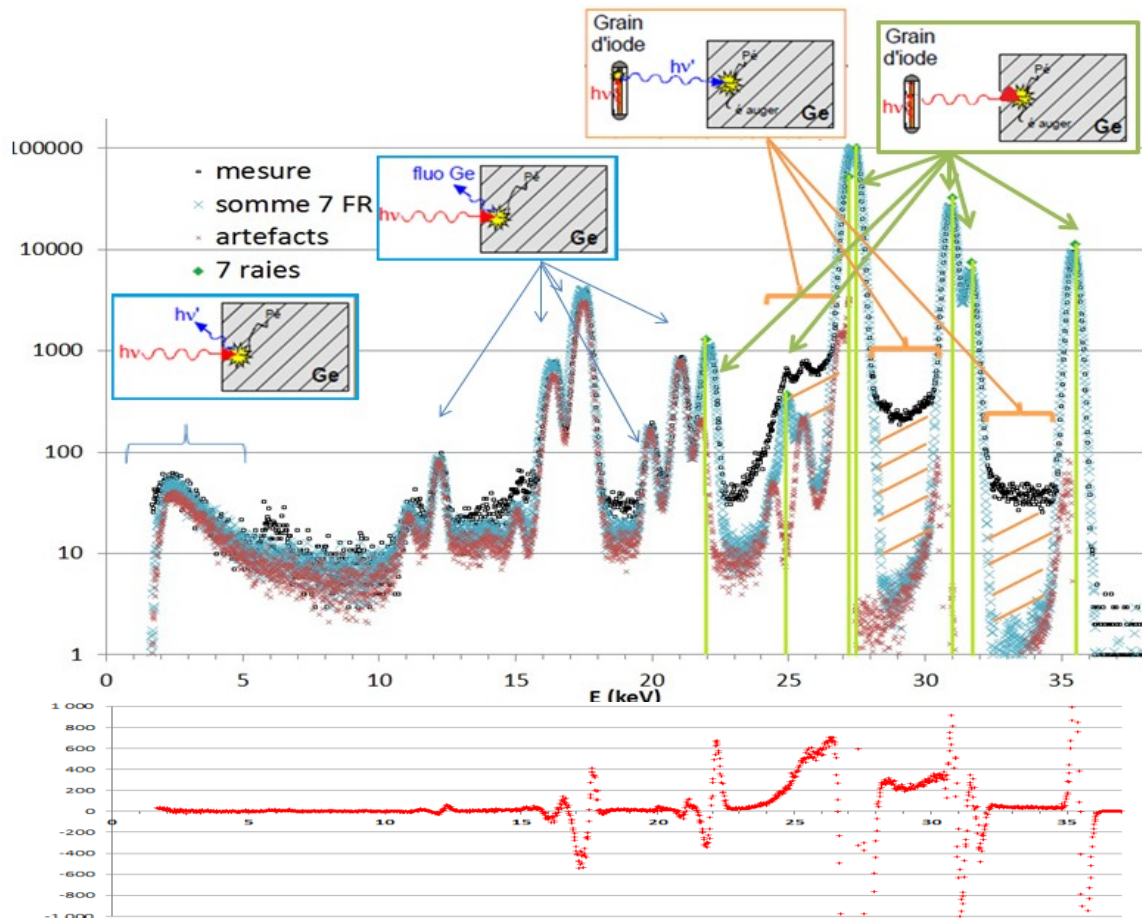 Grain
d'iode
hν
hν'
Pé
é auger
Ge
Grain
d'iode
hν
Pé
é auger
Ge
100000
10000
1000
100
10
1
mesure
somme 7 FR
artefacts
7 raies
fluo Ge
hν
Pé
Ge
hν'
hν
Pé
Ge
0 5 10 15 20 25 30 35
E (keV)
1 000
800
600
400
200
0
-200
-400
-600
-800
-1 000
0 5 10 15 20 25 30 35